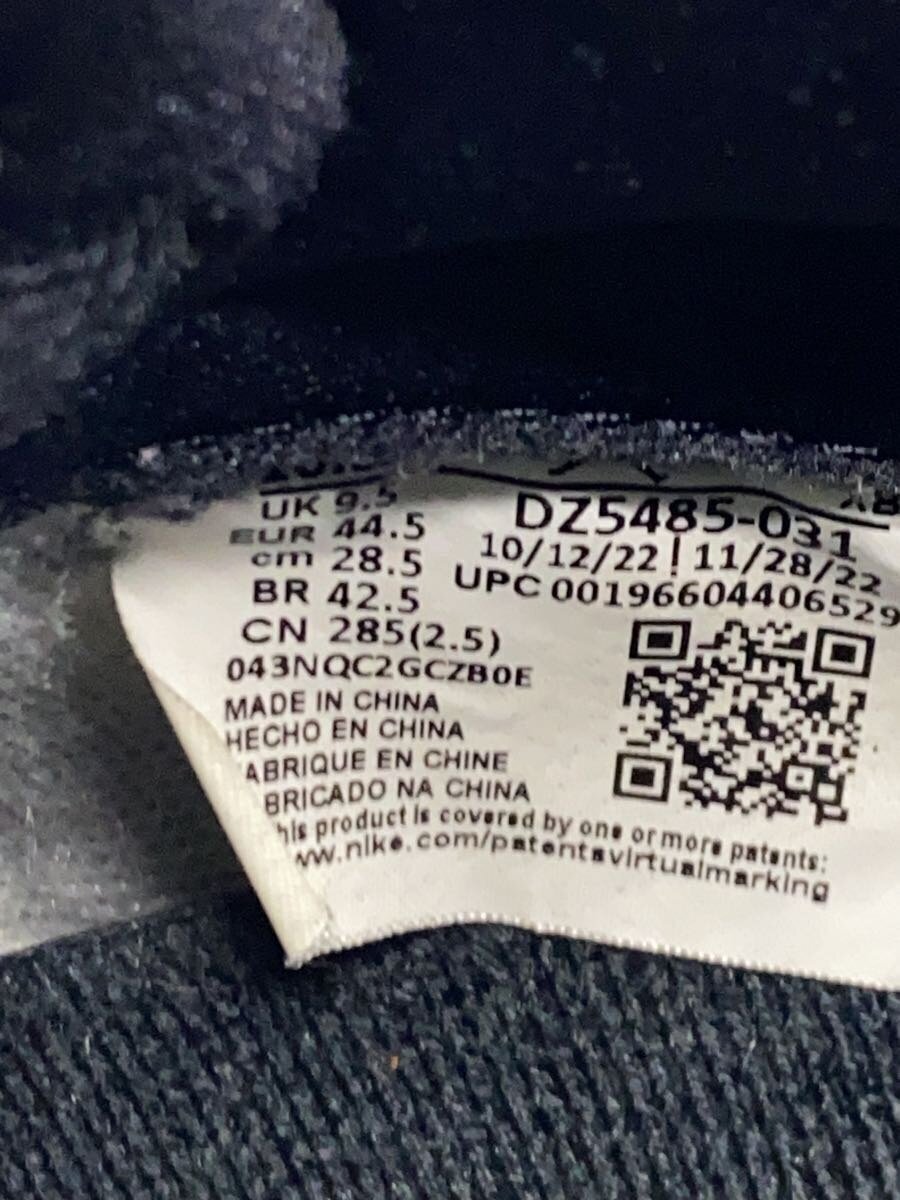 UK 9.5
EUR 44.5
cm 28.5
BR 42.5
CN 285(2.5)
043NQC2GCZB0E
DZ5485-031
10/12/22 | 11/28/22
UPC 00196604406529
MADE IN CHINA
HECHO EN CHINA
ABRIQUE EN CHINE
BRICADO NA CHINA
his product is covered by one or more patents:
ww.nike.com/patentsvirtualmarking